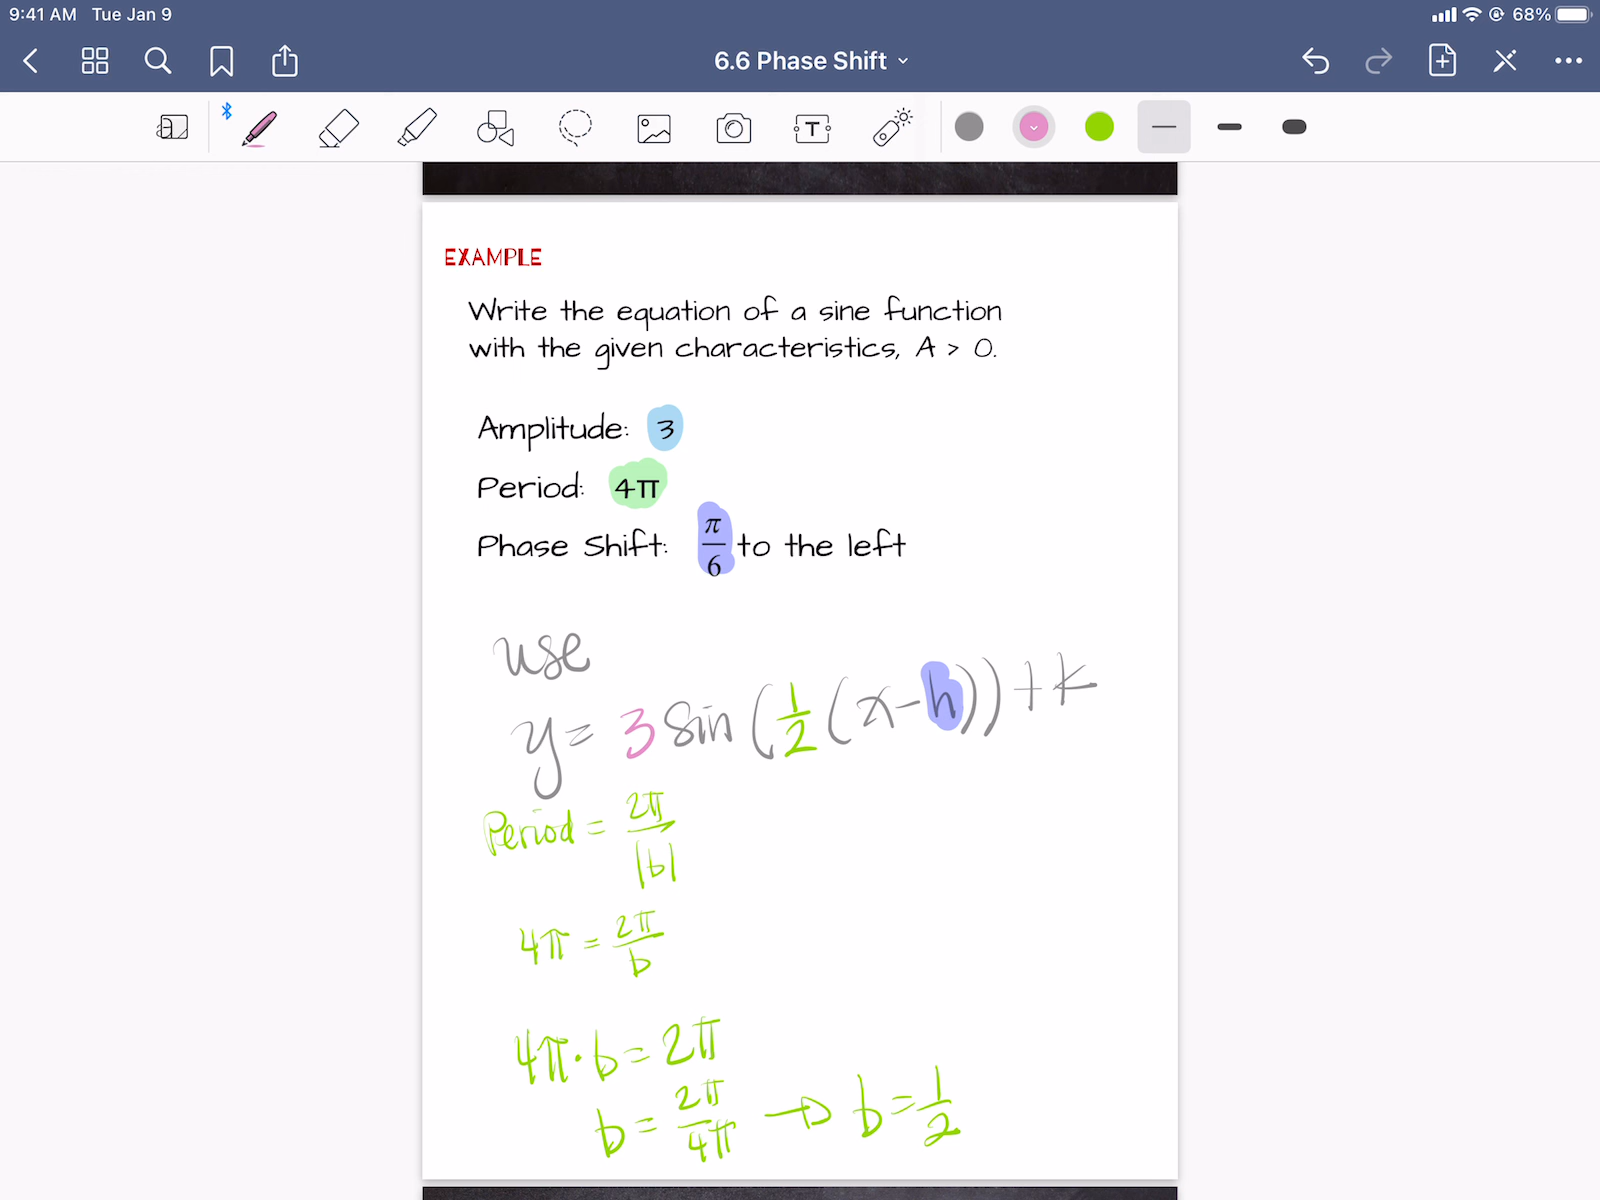 9:41 AM Tue Jan 9
68%
6.6 Phase Shift
T
EXAMPLE
Write the equation of a sine function
with the given characteristics, A > 0.
Amplitude: 3
Period: 4π
Phase Shift: π/6 to the left
use
y = 3 sin (1/2 (x - h)) + k
Period = 2π/|b|
4π = 2π/b
4π · b = 2π
b = 2π/4π → b = 1/2